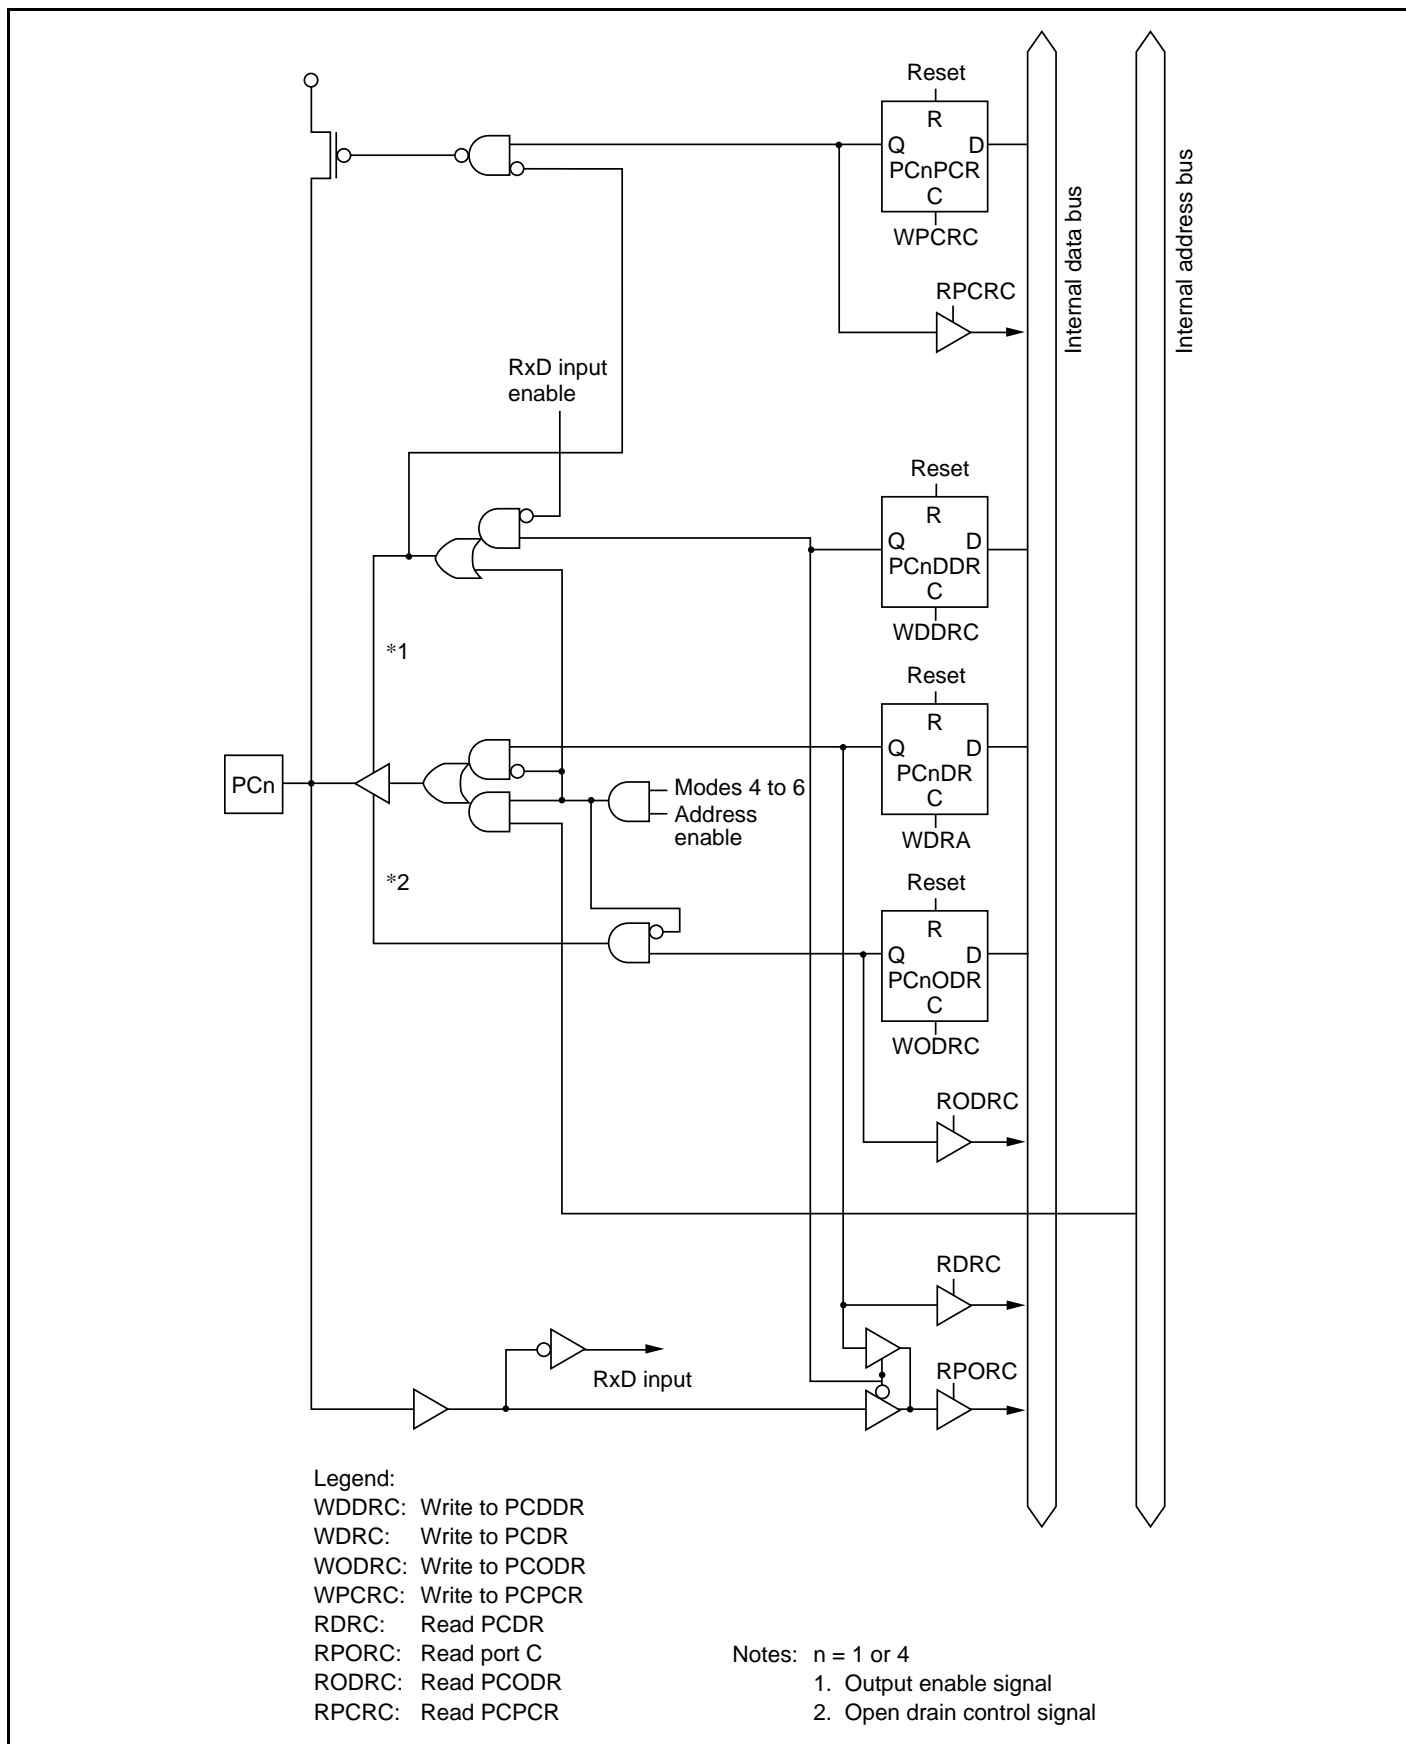 Reset
R
Q D
PCnPCR
C
WPCRC
RPCRC
Internal data bus
Internal address bus
RxD input
enable
Reset
R
Q D
PCnDDR
C
WDDRC
*1
Reset
R
Q D
PCnDR
C
WDRA
PCn
Modes 4 to 6
Address
enable
*2
Reset
R
Q D
PCnODR
C
WODRC
RODRC
RDRC
RxD input
RPORC
Legend:
WDDRC: Write to PCDDR
WDRC: Write to PCDR
WODRC: Write to PCODR
WPCRC: Write to PCPCR
RDRC: Read PCDR
RPORC: Read port C
RODRC: Read PCODR
RPCRC: Read PCPCR
Notes: n = 1 or 4
1. Output enable signal
2. Open drain control signal